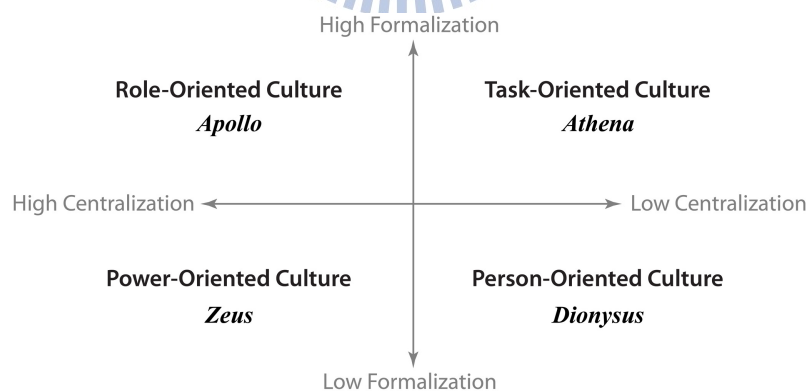 High Formalization
Role-Oriented Culture
Apollo
Task-Oriented Culture
Athena
High Centralization
Low Centralization
Power-Oriented Culture
Zeus
Person-Oriented Culture
Dionysus
Low Formalization